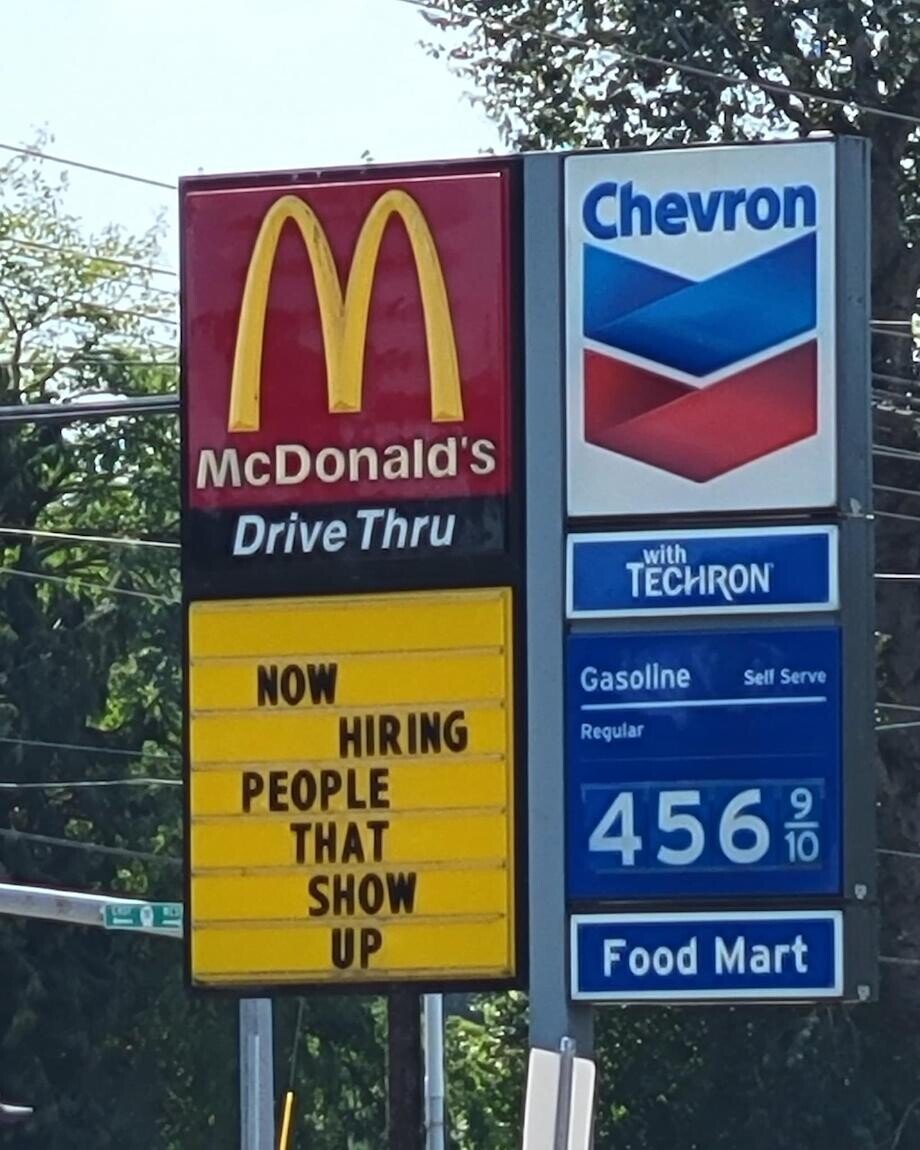 McDonald's
Drive Thru
NOW
HIRING
PEOPLE
THAT
SHOW
UP
Chevron
with
TECHRON
Gasoline Self Serve
Regular
456 9/10
Food Mart